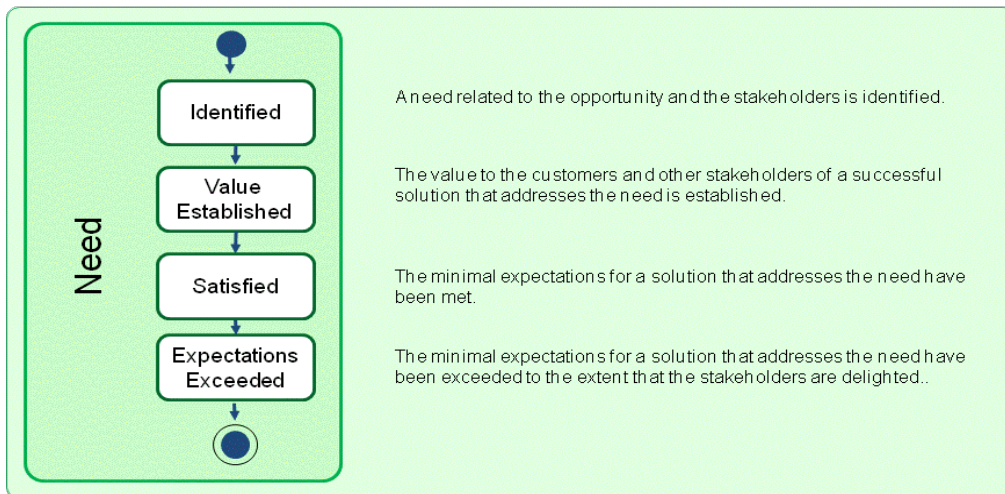 Need
Identified
A need related to the opportunity and the stakeholders is identified.
Value
Established
The value to the customers and other stakeholders of a successful
solution that addresses the need is established.
Satisfied
The minimal expectations for a solution that addresses the need have
been met.
Expectations
Exceeded
The minimal expectations for a solution that addresses the need have
been exceeded to the extent that the stakeholders are delighted..